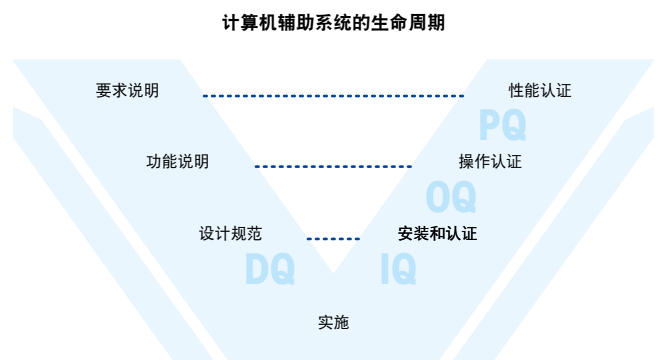 计算机辅助系统的生命周期
要求说明
性能认证
PQ
功能说明
操作认证
OQ
设计规范
安装和认证
DQ
IQ
实施